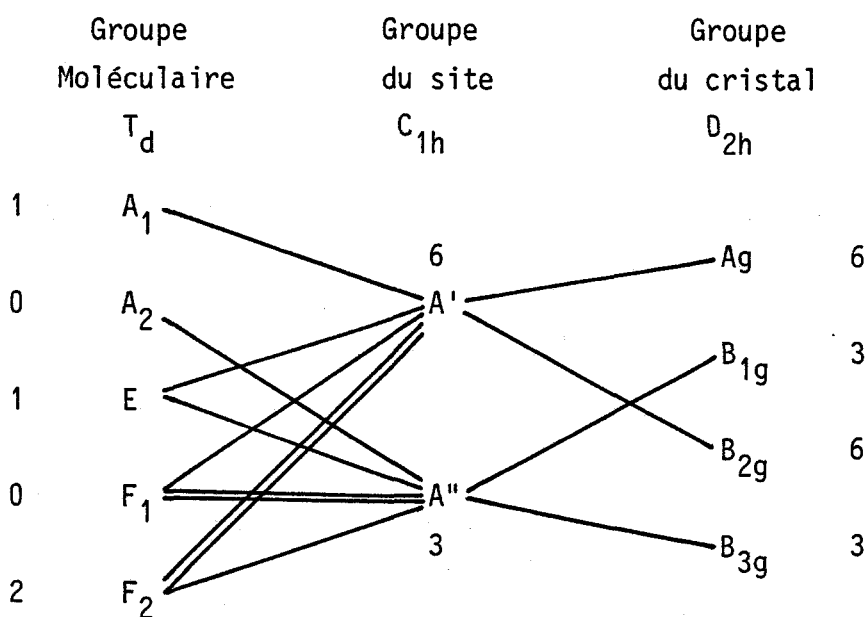 Groupe Groupe Groupe
Moléculaire du site du cristal
T_d C_1h D_2h
1 A_1
6 Ag 6
0 A_2 A'
B_1g 3
1 E
B_2g 6
0 F_1 A"
3 B_3g 3
2 F_2